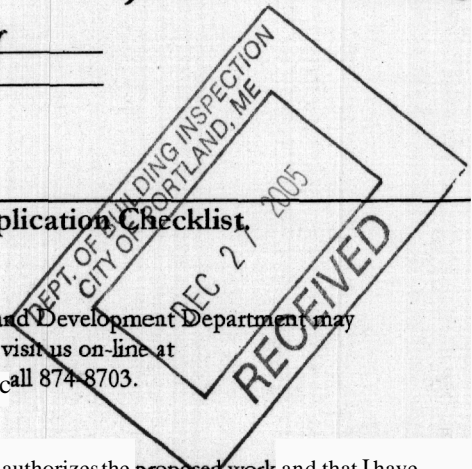 DEPT. OF BUILDING INSPECTION
CITY OF PORTLAND, ME
DEC 27 2005
RECEIVED
plication Checklist.
and Development Department may
visit us on-line at
call 874-8703.
authorizes the proposed work and that I have